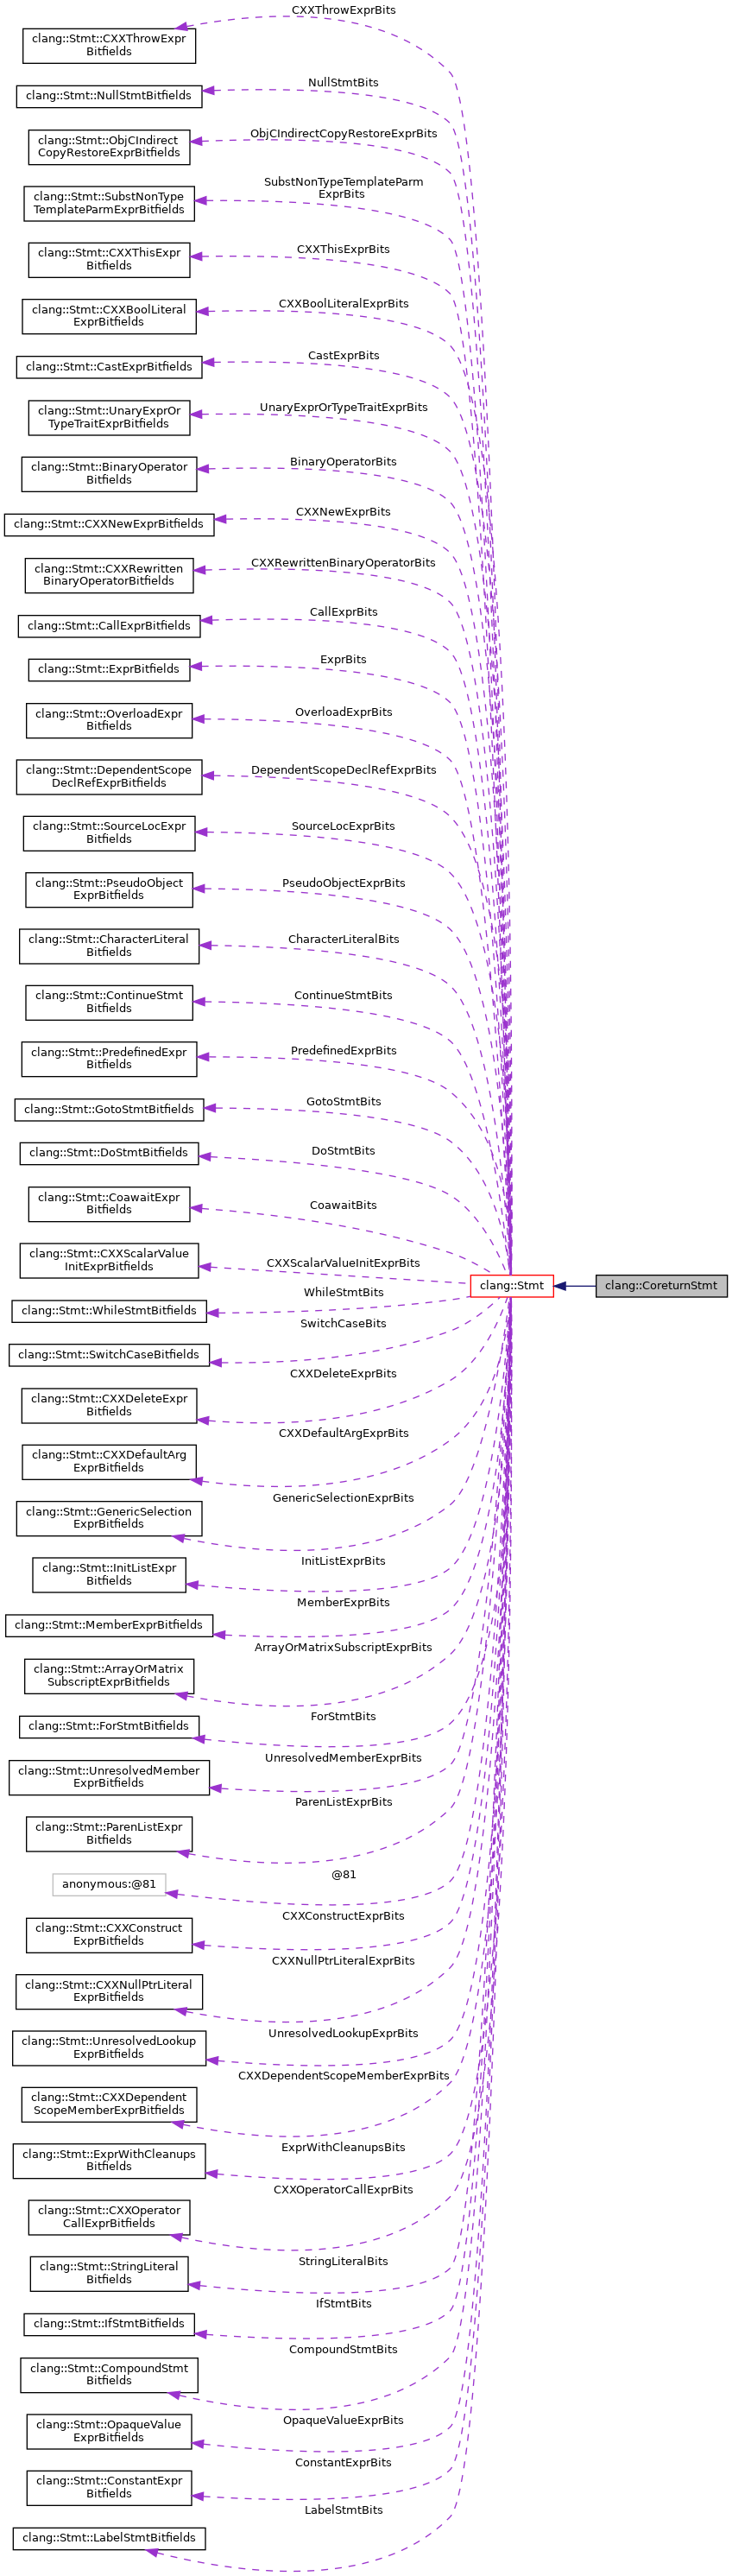 CXXThrowExprBits
clang::Stmt::CXXThrowExpr
Bitfields
NullStmtBits
clang::Stmt::NullStmtBitfields
ObjCIndirectCopyRestoreExprBits
clang::Stmt::ObjCIndirect
CopyRestoreExprBitfields
SubstNonTypeTemplateParm
ExprBits
clang::Stmt::SubstNonType
TemplateParmExprBitfields
CXXThisExprBits
clang::Stmt::CXXThisExpr
Bitfields
CXXBoolLiteralExprBits
clang::Stmt::CXXBoolLiteral
ExprBitfields
CastExprBits
clang::Stmt::CastExprBitfields
UnaryExprOrTypeTraitExprBits
clang::Stmt::UnaryExprOr
TypeTraitExprBitfields
BinaryOperatorBits
clang::Stmt::BinaryOperator
Bitfields
CXXNewExprBits
clang::Stmt::CXXNewExprBitfields
CXXRewrittenBinaryOperatorBits
clang::Stmt::CXXRewritten
BinaryOperatorBitfields
CallExprBits
clang::Stmt::CallExprBitfields
ExprBits
clang::Stmt::ExprBitfields
OverloadExprBits
clang::Stmt::OverloadExpr
Bitfields
DependentScopeDeclRefExprBits
clang::Stmt::DependentScope
DeclRefExprBitfields
SourceLocExprBits
clang::Stmt::SourceLocExpr
Bitfields
PseudoObjectExprBits
clang::Stmt::PseudoObject
ExprBitfields
CharacterLiteralBits
clang::Stmt::CharacterLiteral
Bitfields
ContinueStmtBits
clang::Stmt::ContinueStmt
Bitfields
PredefinedExprBits
clang::Stmt::PredefinedExpr
Bitfields
GotoStmtBits
clang::Stmt::GotoStmtBitfields
DoStmtBits
clang::Stmt::DoStmtBitfields
CoawaitBits
clang::Stmt::CoawaitExpr
Bitfields
CXXScalarValueInitExprBits
clang::Stmt::CXXScalarValue
InitExprBitfields
clang::Stmt
clang::CoreturnStmt
WhileStmtBits
clang::Stmt::WhileStmtBitfields
SwitchCaseBits
clang::Stmt::SwitchCaseBitfields
CXXDeleteExprBits
clang::Stmt::CXXDeleteExpr
Bitfields
CXXDefaultArgExprBits
clang::Stmt::CXXDefaultArg
ExprBitfields
GenericSelectionExprBits
clang::Stmt::GenericSelection
ExprBitfields
InitListExprBits
clang::Stmt::InitListExpr
Bitfields
MemberExprBits
clang::Stmt::MemberExprBitfields
ArrayOrMatrixSubscriptExprBits
clang::Stmt::ArrayOrMatrix
SubscriptExprBitfields
ForStmtBits
clang::Stmt::ForStmtBitfields
UnresolvedMemberExprBits
clang::Stmt::UnresolvedMember
ExprBitfields
ParenListExprBits
clang::Stmt::ParenListExpr
Bitfields
@81
anonymous:@81
CXXConstructExprBits
clang::Stmt::CXXConstruct
ExprBitfields
CXXNullPtrLiteralExprBits
clang::Stmt::CXXNullPtrLiteral
ExprBitfields
UnresolvedLookupExprBits
clang::Stmt::UnresolvedLookup
ExprBitfields
CXXDependentScopeMemberExprBits
clang::Stmt::CXXDependent
ScopeMemberExprBitfields
ExprWithCleanupsBits
clang::Stmt::ExprWithCleanups
Bitfields
CXXOperatorCallExprBits
clang::Stmt::CXXOperator
CallExprBitfields
StringLiteralBits
clang::Stmt::StringLiteral
Bitfields
IfStmtBits
clang::Stmt::IfStmtBitfields
CompoundStmtBits
clang::Stmt::CompoundStmt
Bitfields
OpaqueValueExprBits
clang::Stmt::OpaqueValue
ExprBitfields
ConstantExprBits
clang::Stmt::ConstantExpr
Bitfields
LabelStmtBits
clang::Stmt::LabelStmtBitfields